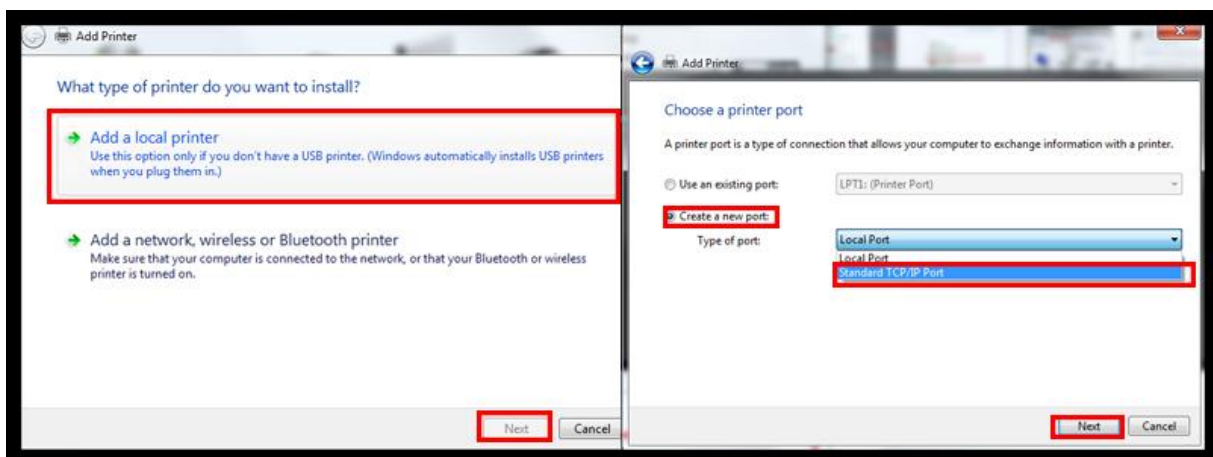 Add Printer
What type of printer do you want to install?
Add a local printer
Use this option only if you don't have a USB printer. (Windows automatically installs USB printers
when you plug them in.)
Add a network, wireless or Bluetooth printer
Make sure that your computer is connected to the network, or that your Bluetooth or wireless
printer is turned on.
Next Cancel
Add Printer
Choose a printer port
A printer port is a type of connection that allows your computer to exchange information with a printer.
Use an existing port: LPT1: (Printer Port)
Create a new port:
Type of port: Local Port
Local Port
Standard TCP/IP Port
Next Cancel